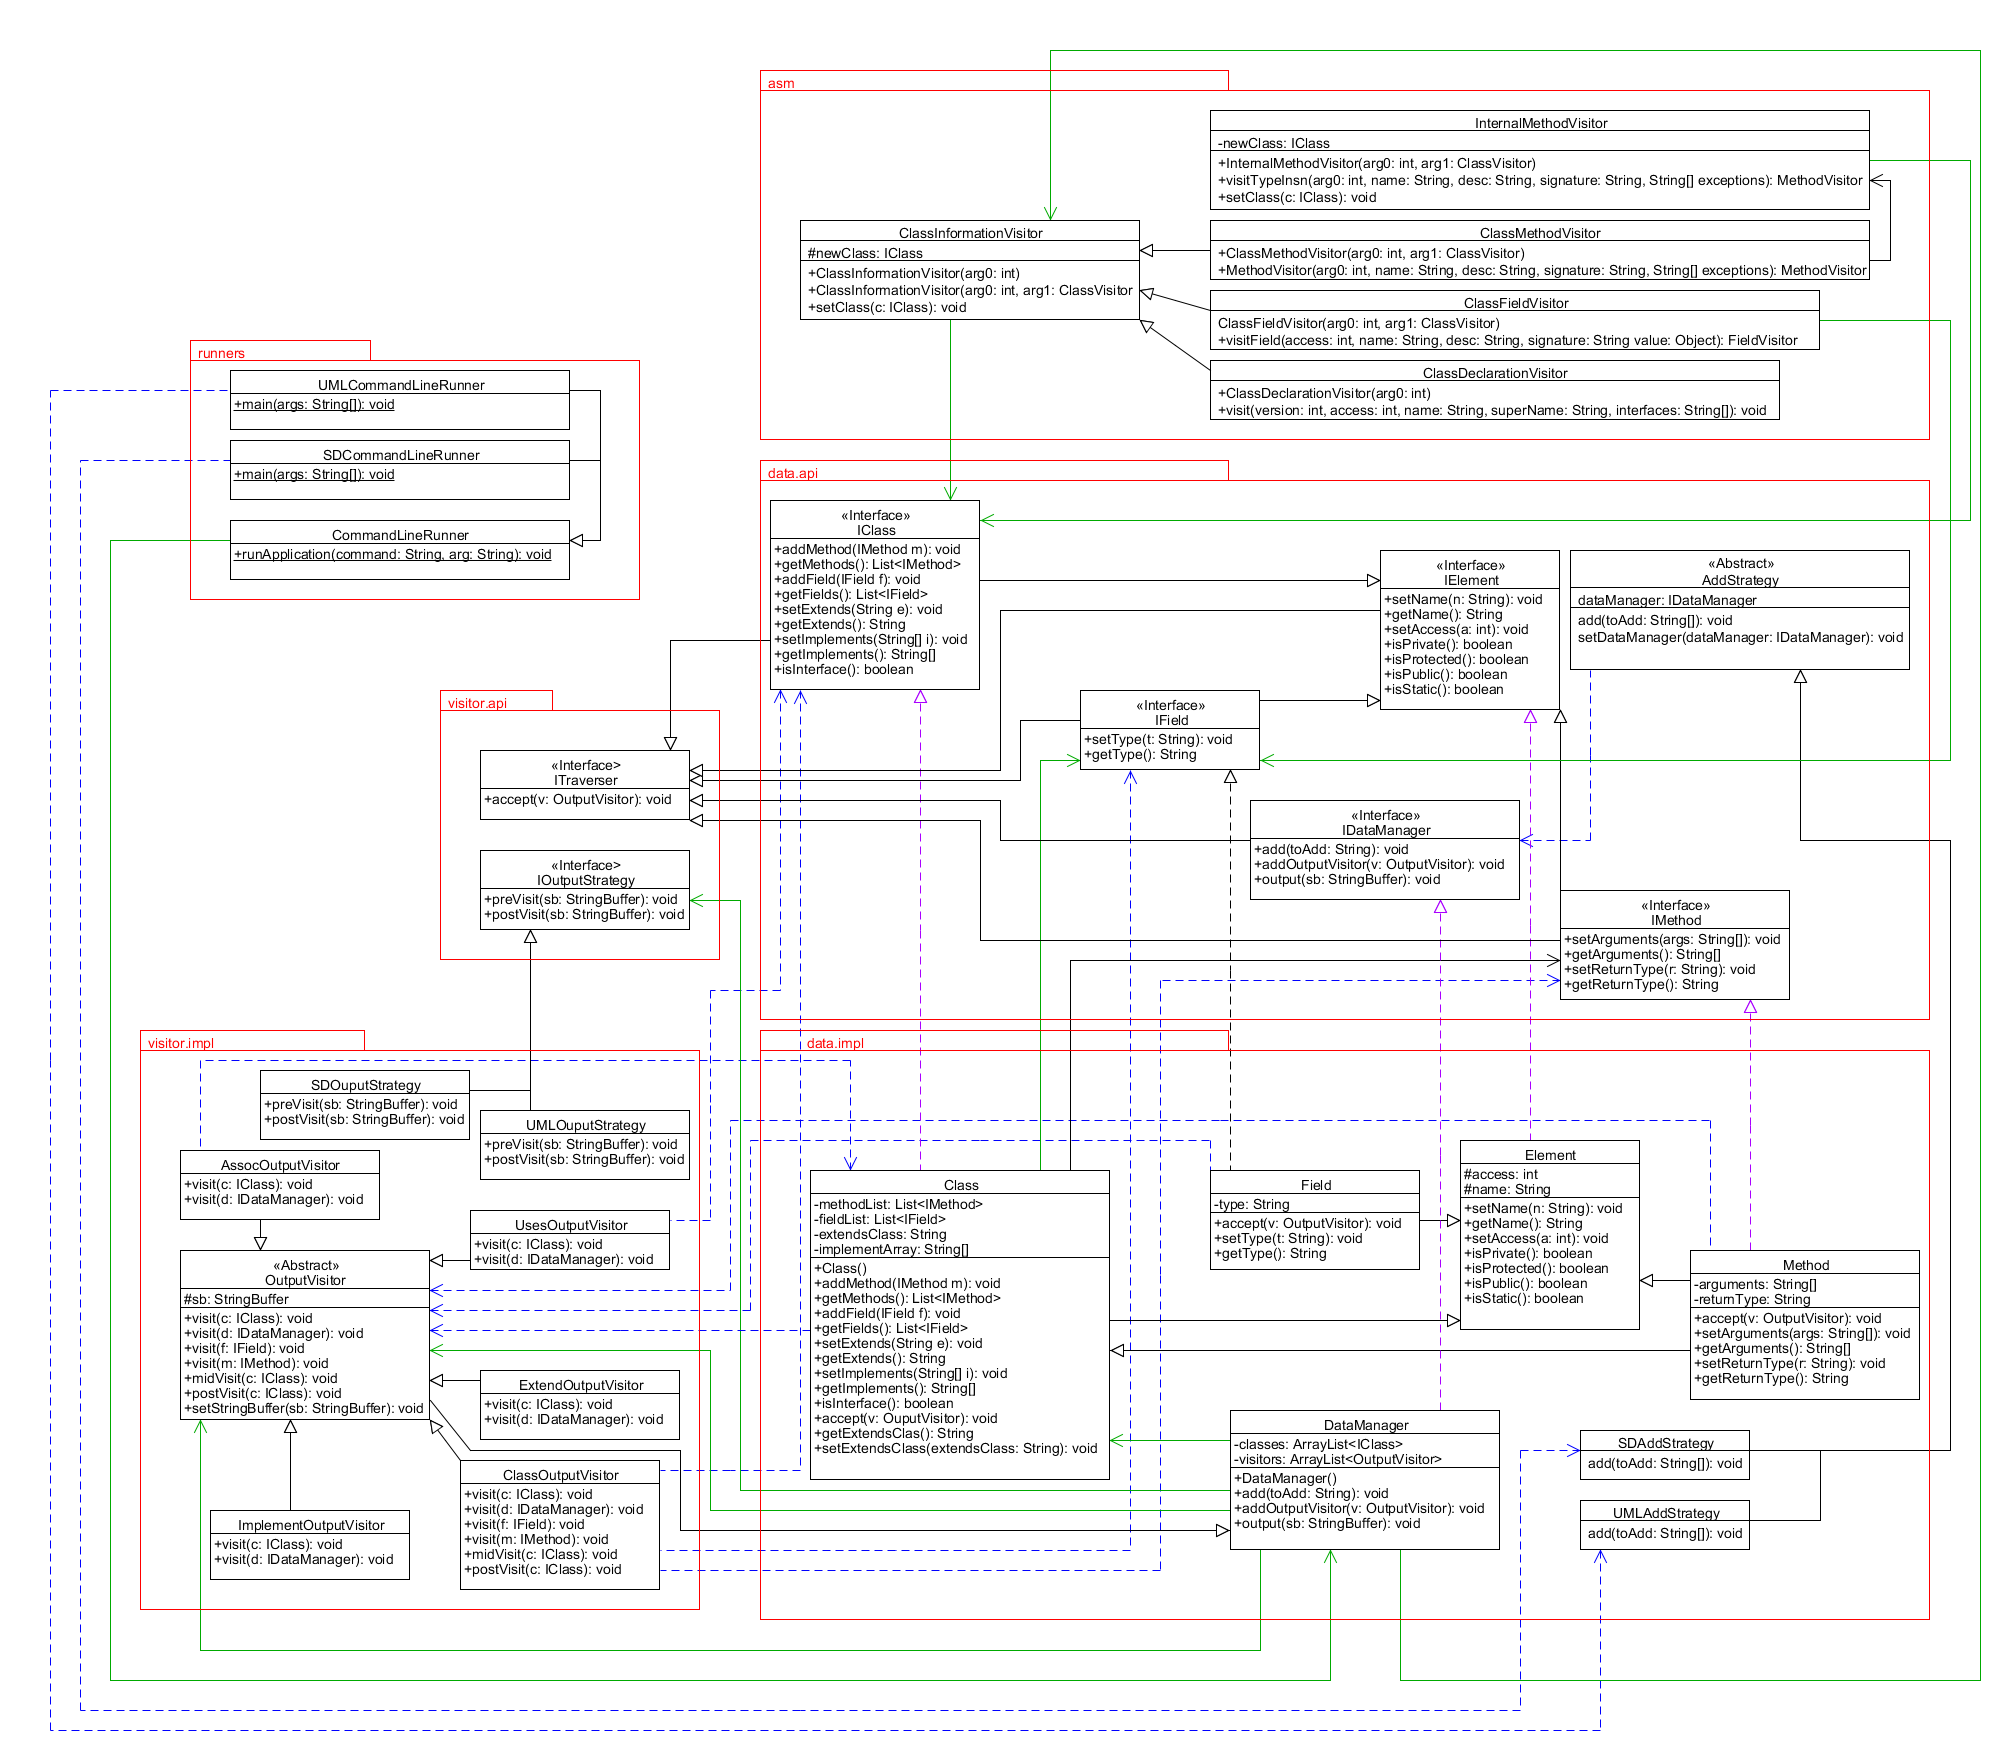 asm
InternalMethodVisitor
-newClass: IClass
+InternalMethodVisitor(arg0: int, arg1: ClassVisitor)
+visitTypeInsn(arg0: int, name: String, desc: String, signature: String, String[] exceptions): MethodVisitor
+setClass(c: IClass): void
ClassInformationVisitor
#newClass: IClass
+ClassInformationVisitor(arg0: int)
+ClassInformationVisitor(arg0: int, arg1: ClassVisitor
+setClass(c: IClass): void
ClassMethodVisitor
+ClassMethodVisitor(arg0: int, arg1: ClassVisitor)
+MethodVisitor(arg0: int, name: String, desc: String, signature: String, String[] exceptions): MethodVisitor
ClassFieldVisitor
ClassFieldVisitor(arg0: int, arg1: ClassVisitor)
+visitField(access: int, name: String, desc: String, signature: String value: Object): FieldVisitor
ClassDeclarationVisitor
+ClassDeclarationVisitor(arg0: int)
+visit(version: int, access: int, name: String, superName: String, interfaces: String[]): void
runners
UMLCommandLineRunner
+main(args: String[]): void
SDCommandLineRunner
+main(args: String[]): void
CommandLineRunner
+runApplication(command: String, arg: String): void
data.api
«Interface»
IClass
+addMethod(IMethod m): void
+getMethods(): List<IMethod>
+addField(IField f): void
+getFields(): List<IField>
+setExtends(String e): void
+getExtends(): String
+setImplements(String[] i): void
+getImplements(): String[]
+isInterface(): boolean
«Interface»
IElement
+setName(n: String): void
+getName(): String
+setAccess(a: int): void
+isPrivate(): boolean
+isProtected(): boolean
+isPublic(): boolean
+isStatic(): boolean
«Abstract»
AddStrategy
dataManager: IDataManager
add(toAdd: String[]): void
setDataManager(dataManager: IDataManager): void
«Interface»
IField
+setType(t: String): void
+getType(): String
«Interface»
IDataManager
+add(toAdd: String): void
+addOutputVisitor(v: OutputVisitor): void
+output(sb: StringBuffer): void
«Interface»
IMethod
+setArguments(args: String[]): void
+getArguments(): String[]
+setReturnType(r: String): void
+getReturnType(): String
visitor.api
«Interface>
ITraverser
+accept(v: OutputVisitor): void
«Interface>
IOutputStrategy
+preVisit(sb: StringBuffer): void
+postVisit(sb: StringBuffer): void
visitor.impl
SDOuputStrategy
+preVisit(sb: StringBuffer): void
+postVisit(sb: StringBuffer): void
UMLOuputStrategy
+preVisit(sb: StringBuffer): void
+postVisit(sb: StringBuffer): void
AssocOutputVisitor
+visit(c: IClass): void
+visit(d: IDataManager): void
UsesOutputVisitor
+visit(c: IClass): void
+visit(d: IDataManager): void
«Abstract»
OutputVisitor
#sb: StringBuffer
+visit(c: IClass): void
+visit(d: IDataManager): void
+visit(f: IField): void
+visit(m: IMethod): void
+midVisit(c: IClass): void
+postVisit(c: IClass): void
+setStringBuffer(sb: StringBuffer): void
ExtendOutputVisitor
+visit(c: IClass): void
+visit(d: IDataManager): void
ClassOutputVisitor
+visit(c: IClass): void
+visit(d: IDataManager): void
+visit(f: IField): void
+visit(m: IMethod): void
+midVisit(c: IClass): void
+postVisit(c: IClass): void
ImplementOutputVisitor
+visit(c: IClass): void
+visit(d: IDataManager): void
data.impl
Class
-methodList: List<IMethod>
-fieldList: List<IField>
-extendsClass: String
-implementArray: String[]
+Class()
+addMethod(IMethod m): void
+getMethods(): List<IMethod>
+addField(IField f): void
+getFields(): List<IField>
+setExtends(String e): void
+getExtends(): String
+setImplements(String[] i): void
+getImplements(): String[]
+isInterface(): boolean
+accept(v: OuputVisitor): void
+getExtendsClas(): String
+setExtendsClass(extendsClass: String): void
Field
-type: String
+accept(v: OutputVisitor): void
+setType(t: String): void
+getType(): String
Element
#access: int
#name: String
+setName(n: String): void
+getName(): String
+setAccess(a: int): void
+isPrivate(): boolean
+isProtected(): boolean
+isPublic(): boolean
+isStatic(): boolean
Method
-arguments: String[]
-returnType: String
+accept(v: OutputVisitor): void
+setArguments(args: String[]): void
+getArguments(): String[]
+setReturnType(r: String): void
+getReturnType(): String
DataManager
-classes: ArrayList<IClass>
-visitors: ArrayList<OutputVisitor>
+DataManager()
+add(toAdd: String): void
+addOutputVisitor(v: OutputVisitor): void
+output(sb: StringBuffer): void
SDAddStrategy
add(toAdd: String[]): void
UMLAddStrategy
add(toAdd: String[]): void